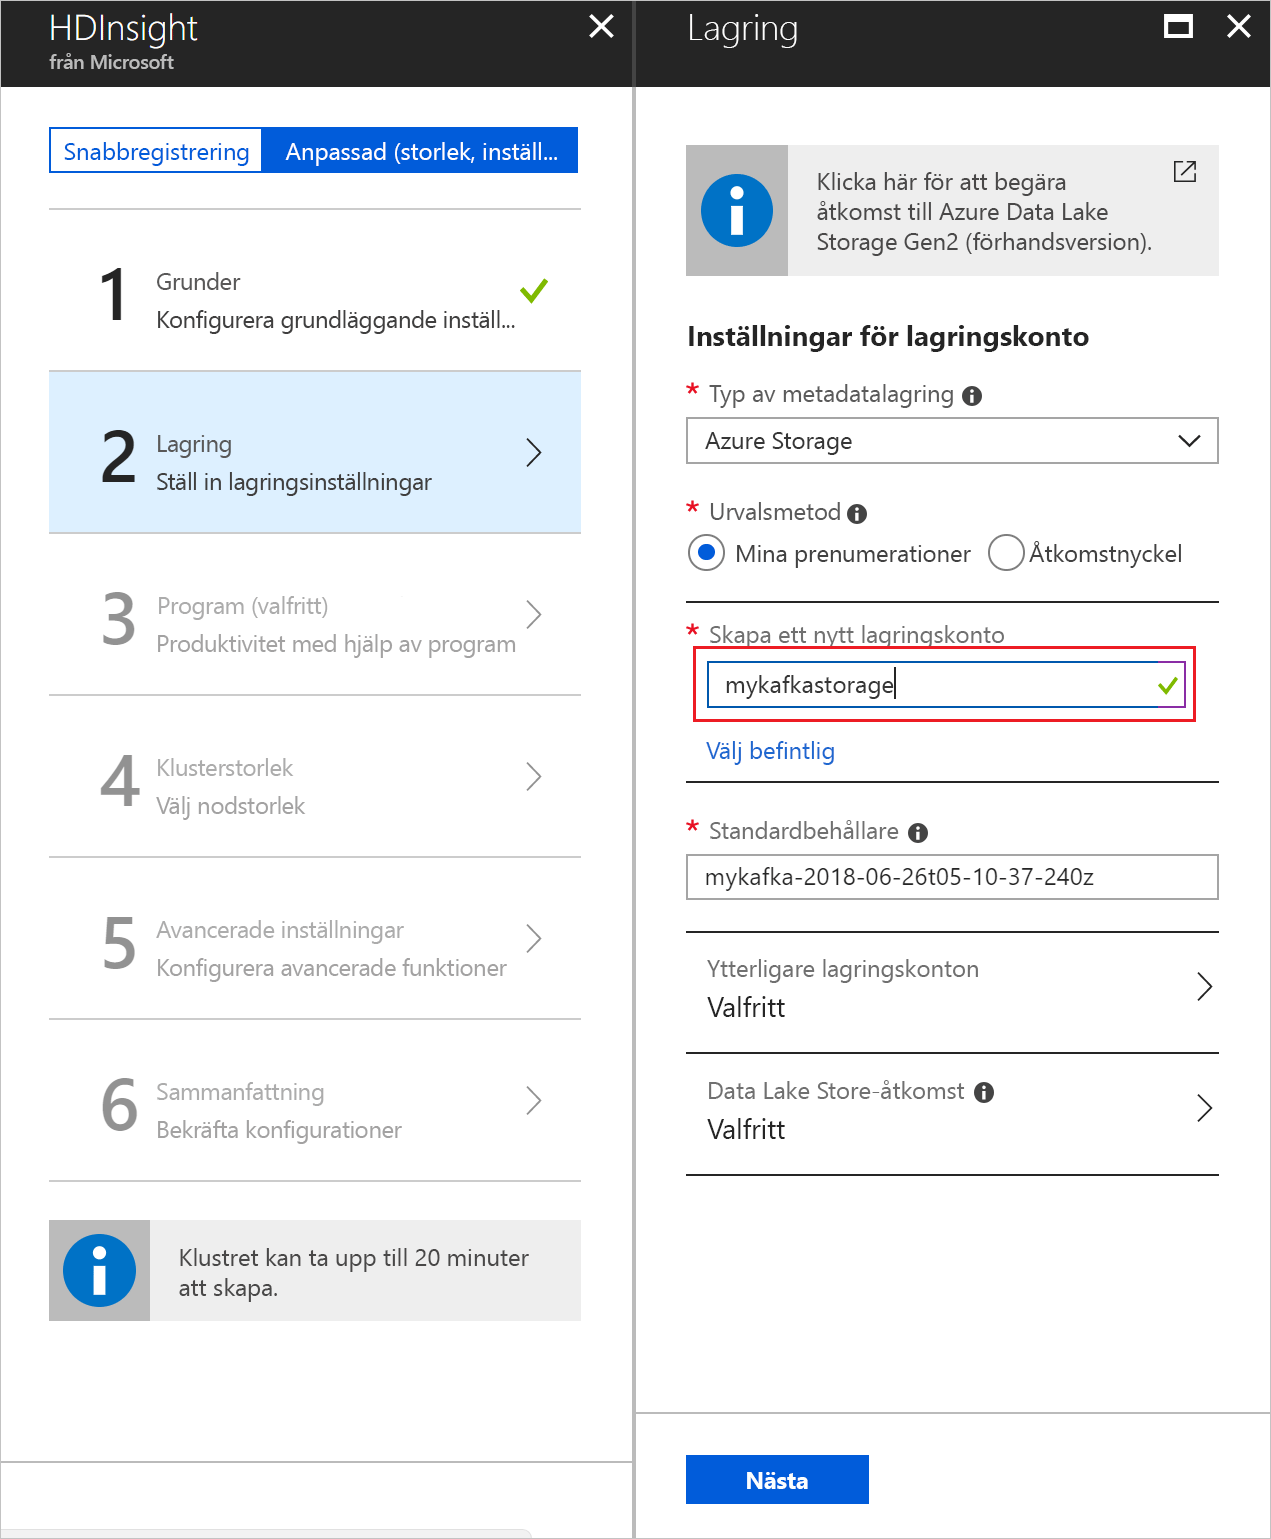 HDInsight
från Microsoft
Snabbregistrering
Anpassad (storlek, inställ...
1
Grunder
Konfigurera grundläggande inställ...
2
Lagring
Ställ in lagringsinställningar
3
Program (valfritt)
Produktivitet med hjälp av program
4
Klusterstorlek
Välj nodstorlek
5
Avancerade inställningar
Konfigurera avancerade funktioner
6
Sammanfattning
Bekräfta konfigurationer
Klustret kan ta upp till 20 minuter
att skapa.
Lagring
Klicka här för att begära
åtkomst till Azure Data Lake
Storage Gen2 (förhandsversion).
Inställningar för lagringskonto
* Typ av metadatalagring
Azure Storage
* Urvalsmetod
Mina prenumerationer
Åtkomstnyckel
* Skapa ett nytt lagringskonto
mykafkastorage
Välj befintlig
* Standardbehållare
mykafka-2018-06-26t05-10-37-240z
Ytterligare lagringskonton
Valfritt
Data Lake Store-åtkomst
Valfritt
Nästa